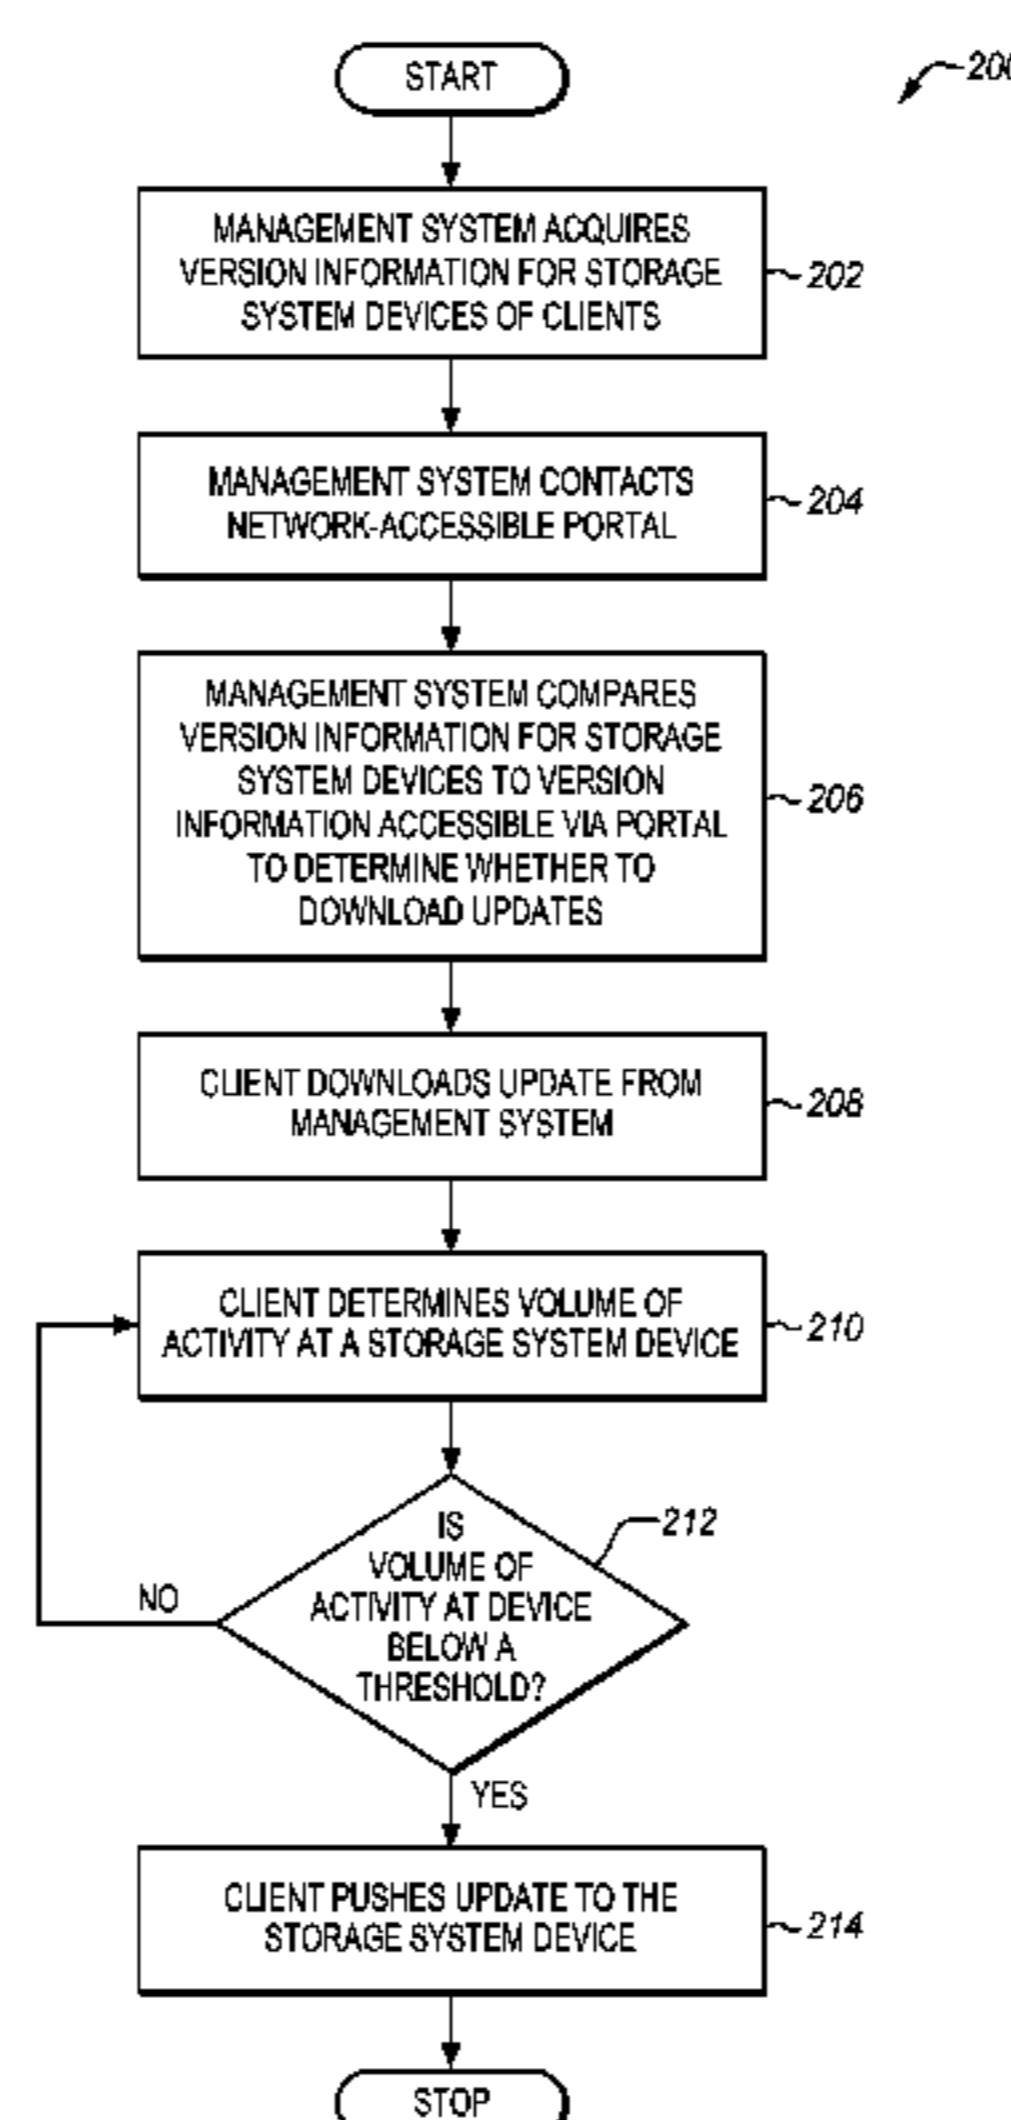 START
200
MANAGEMENT SYSTEM ACQUIRES
VERSION INFORMATION FOR STORAGE
SYSTEM DEVICES OF CLIENTS
202
MANAGEMENT SYSTEM CONTACTS
NETWORK-ACCESSIBLE PORTAL
204
MANAGEMENT SYSTEM COMPARES
VERSION INFORMATION FOR STORAGE
SYSTEM DEVICES TO VERSION
INFORMATION ACCESSIBLE VIA PORTAL
TO DETERMINE WHETHER TO
DOWNLOAD UPDATES
206
CLIENT DOWNLOADS UPDATE FROM
MANAGEMENT SYSTEM
208
CLIENT DETERMINES VOLUME OF
ACTIVITY AT A STORAGE SYSTEM DEVICE
210
IS
VOLUME OF
ACTIVITY AT DEVICE
BELOW A
THRESHOLD?
212
NO
YES
CLIENT PUSHES UPDATE TO THE
STORAGE SYSTEM DEVICE
214
STOP